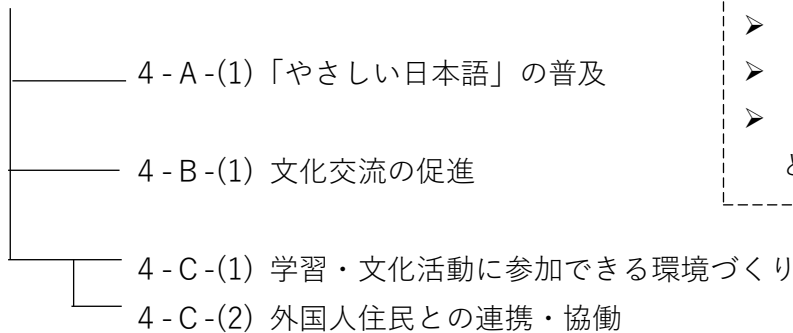 4-A-(1)「やさしい日本語」の普及
4-B-(1) 文化交流の促進
4-C-(1) 学習・文化活動に参加できる環境づくり
4-C-(2) 外国人住民との連携・協働